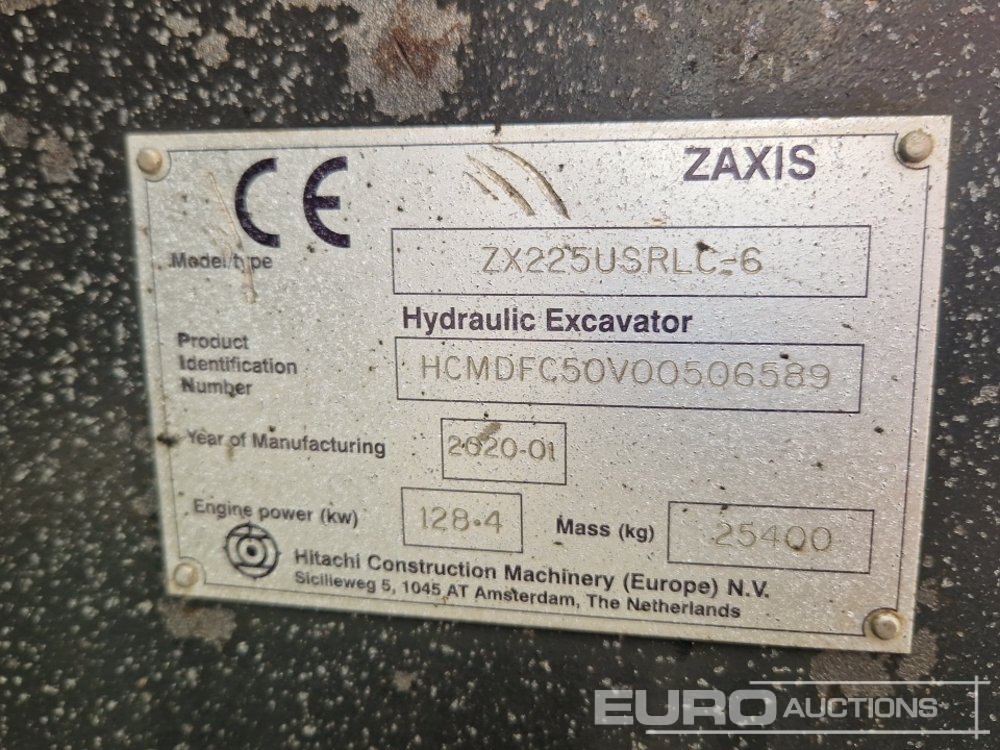 CE ZAXIS
Model/type ZX225USRLC-6
Hydraulic Excavator
Product
Identification
Number
HCMDFC50V00506589
Year of Manufacturing 2020-01
Engine power (kw) 128.4 Mass (kg) 25400
Hitachi Construction Machinery (Europe) N.V.
Sicilieweg 5, 1045 AT Amsterdam, The Netherlands
EURO AUCTIONS